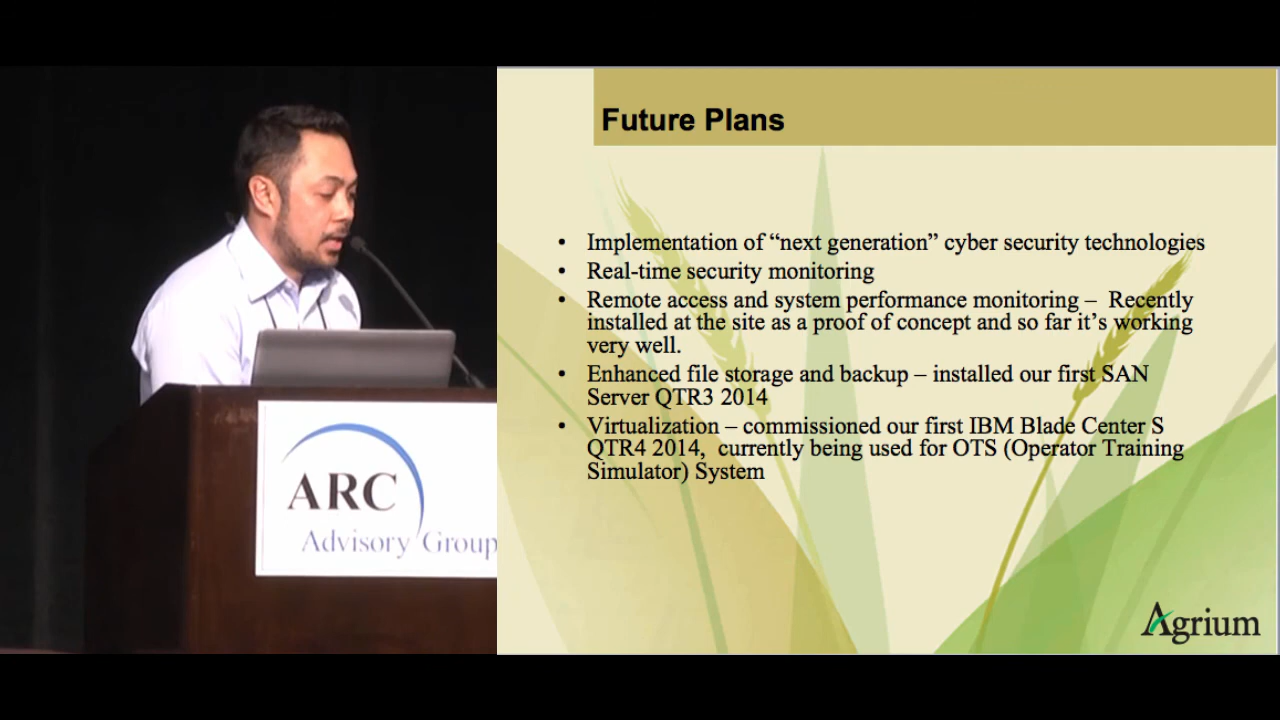 Future Plans
• Implementation of “next generation” cyber security technologies
• Real-time security monitoring
• Remote access and system performance monitoring – Recently
installed at the site as a proof of concept and so far it’s working
very well.
• Enhanced file storage and backup – installed our first SAN
Server QTR3 2014
• Virtualization – commissioned our first IBM Blade Center S
QTR4 2014, currently being used for OTS (Operator Training
Simulator) System
ARC
Advisory Group
Agrium